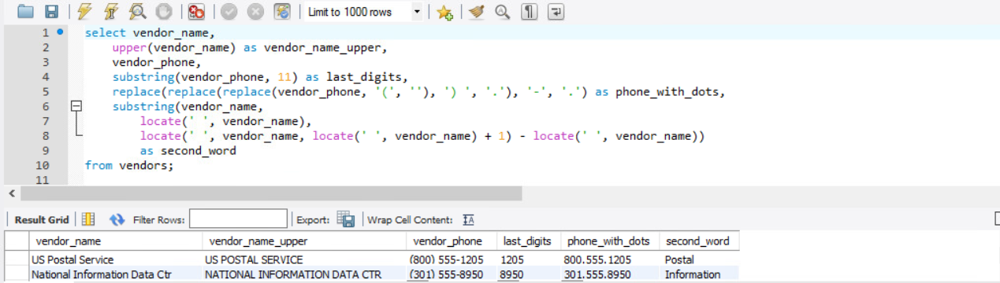 Limit to 1000 rows
1 select vendor_name,
2 upper(vendor_name) as vendor_name_upper,
3 vendor_phone,
4 substring(vendor_phone, 11) as last_digits,
5 replace(replace(replace(vendor_phone, '(', ''), ') ', '.'), '-', '.') as phone_with_dots,
6 substring(vendor_name,
7 locate(' ', vendor_name),
8 locate(' ', vendor_name, locate(' ', vendor_name) + 1) - locate(' ', vendor_name))
9 as second_word
10 from vendors;
11
Result Grid Filter Rows: Export: Wrap Cell Content: IA
vendor_name vendor_name_upper vendor_phone last_digits phone_with_dots second_word
US Postal Service US POSTAL SERVICE (800) 555-1205 1205 800.555.1205 Postal
National Information Data Ctr NATIONAL INFORMATION DATA CTR (301) 555-8950 8950 301.555.8950 Information